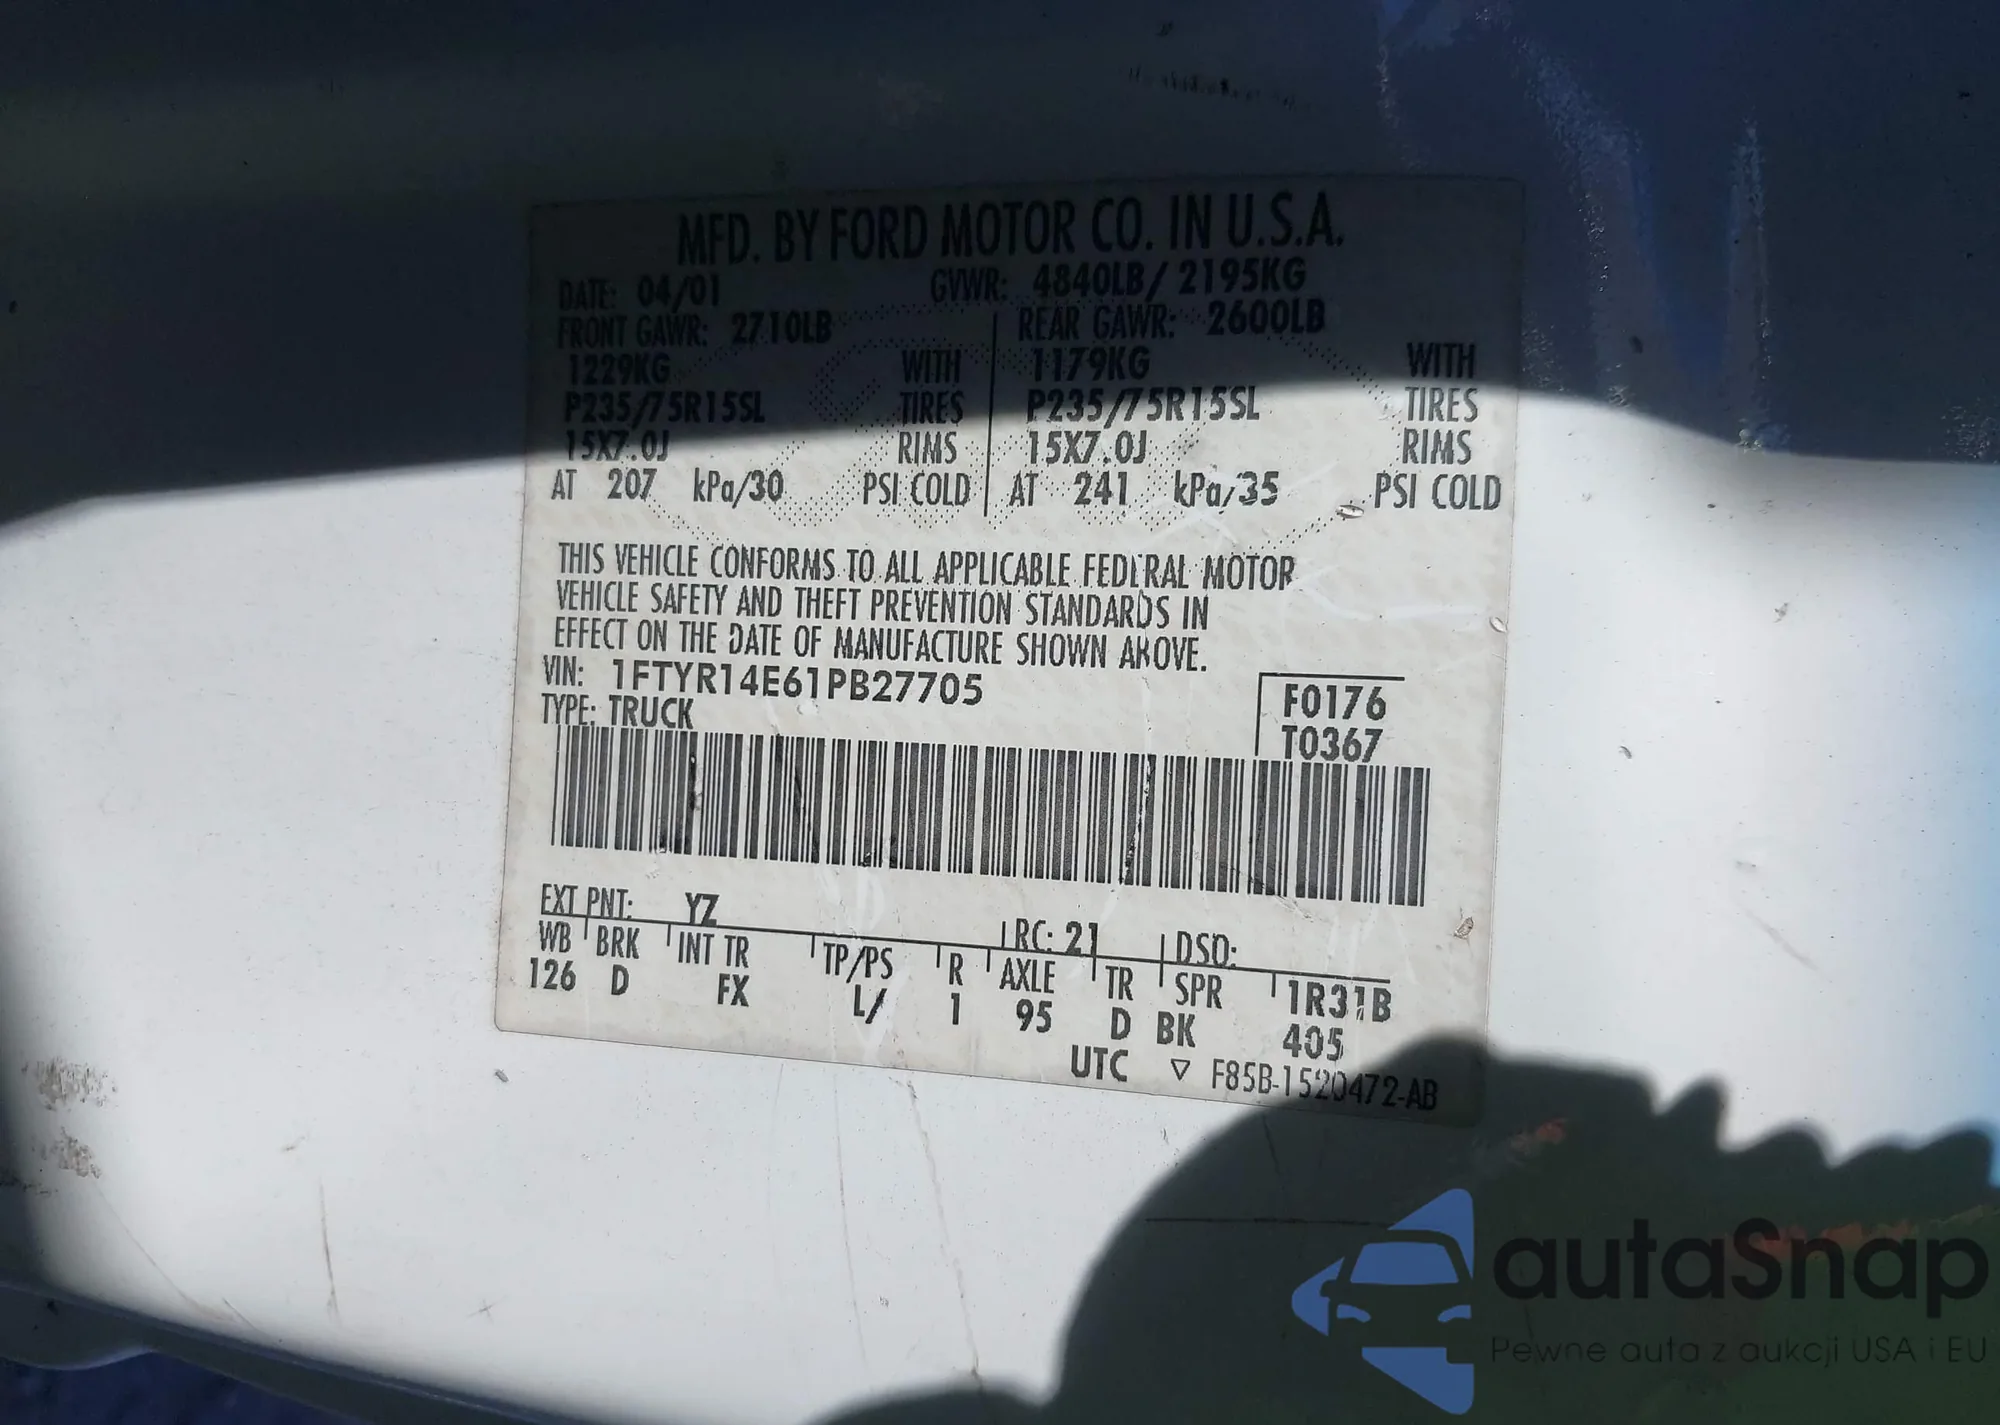 MFD. BY FORD MOTOR CO. IN U.S.A.
DATE: 04/01 GVWR: 4840LB/ 2195KG
FRONT GAWR: 2710LB REAR GAWR: 2600LB
1229KG WITH 1179KG WITH
P235/75R15SL TIRES P235/75R15SL TIRES
15X7.0J RIMS 15X7.0J RIMS
AT 207 kPa/30 PSI COLD AT 241 kPa/35 PSI COLD
THIS VEHICLE CONFORMS TO ALL APPLICABLE FEDERAL MOTOR
VEHICLE SAFETY AND THEFT PREVENTION STANDARDS IN
EFFECT ON THE DATE OF MANUFACTURE SHOWN ABOVE.
VIN: 1FTYR14E61PB27705
TYPE: TRUCK
F0176
T0367
EXT PNT: YZ RC: 21 DSO:
WB BRK INT TR TP/PS R AXLE TR SPR 1R31B
126 D FX L/ 1 95 D BK 405
UTC ▽ F85B-1520472-AB
autaSnap
Pewne auta z aukcji USA i EU